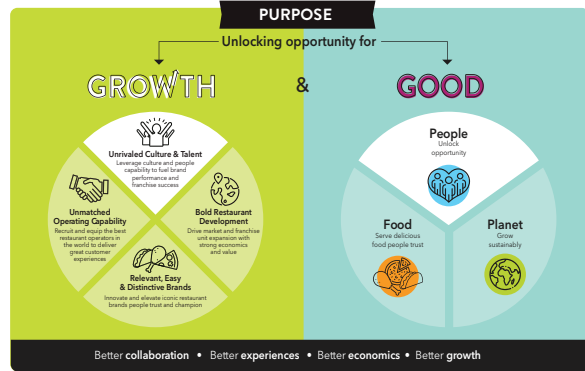 PURPOSE
Unlocking opportunity for
GROWTH
&
GOOD
Unrivaled Culture & Talent
Leverage culture and people
capability to fuel brand
performance and
franchise success
Unmatched
Operating Capability
Recruit and equip the best
restaurant operators in
the world to deliver
great customer
experiences
Bold Restaurant
Development
Drive market and franchise
unit expansion with
strong economics
and value
Relevant, Easy
& Distinctive Brands
Innovate and elevate iconic restaurant
brands people trust and champion
People
Unlock
opportunity
Food
Serve delicious
food people trust
Planet
Grow
sustainably
Better collaboration • Better experiences • Better economics • Better growth